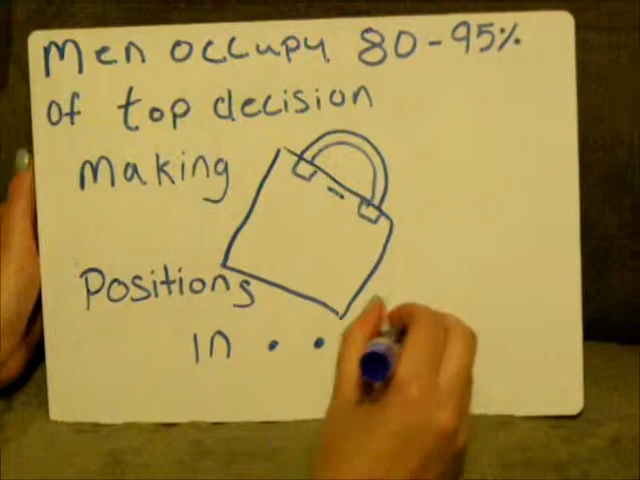 Men occupy 80-95%
of top decision
making
Positions
in . .